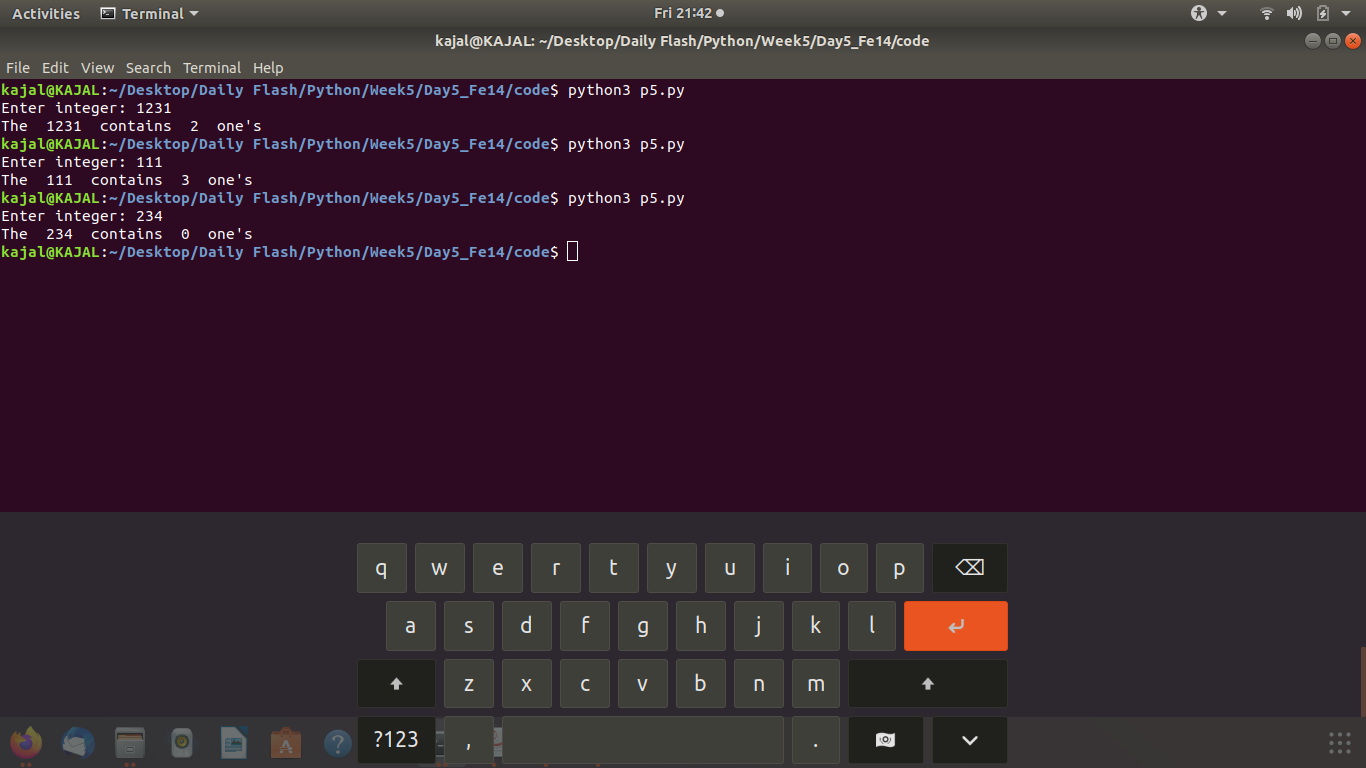 Activities Terminal Fri 21:42
kajal@KAJAL: ~/Desktop/Daily Flash/Python/Week5/Day5_Fe14/code
File Edit View Search Terminal Help
kajal@KAJAL:~/Desktop/Daily Flash/Python/Week5/Day5_Fe14/code$ python3 p5.py
Enter integer: 1231
The  1231  contains  2  one's
kajal@KAJAL:~/Desktop/Daily Flash/Python/Week5/Day5_Fe14/code$ python3 p5.py
Enter integer: 111
The  111  contains  3  one's
kajal@KAJAL:~/Desktop/Daily Flash/Python/Week5/Day5_Fe14/code$ python3 p5.py
Enter integer: 234
The  234  contains  0  one's
kajal@KAJAL:~/Desktop/Daily Flash/Python/Week5/Day5_Fe14/code$
q w e r t y u i o p
a s d f g h j k l
z x c v b n m
?123 , .